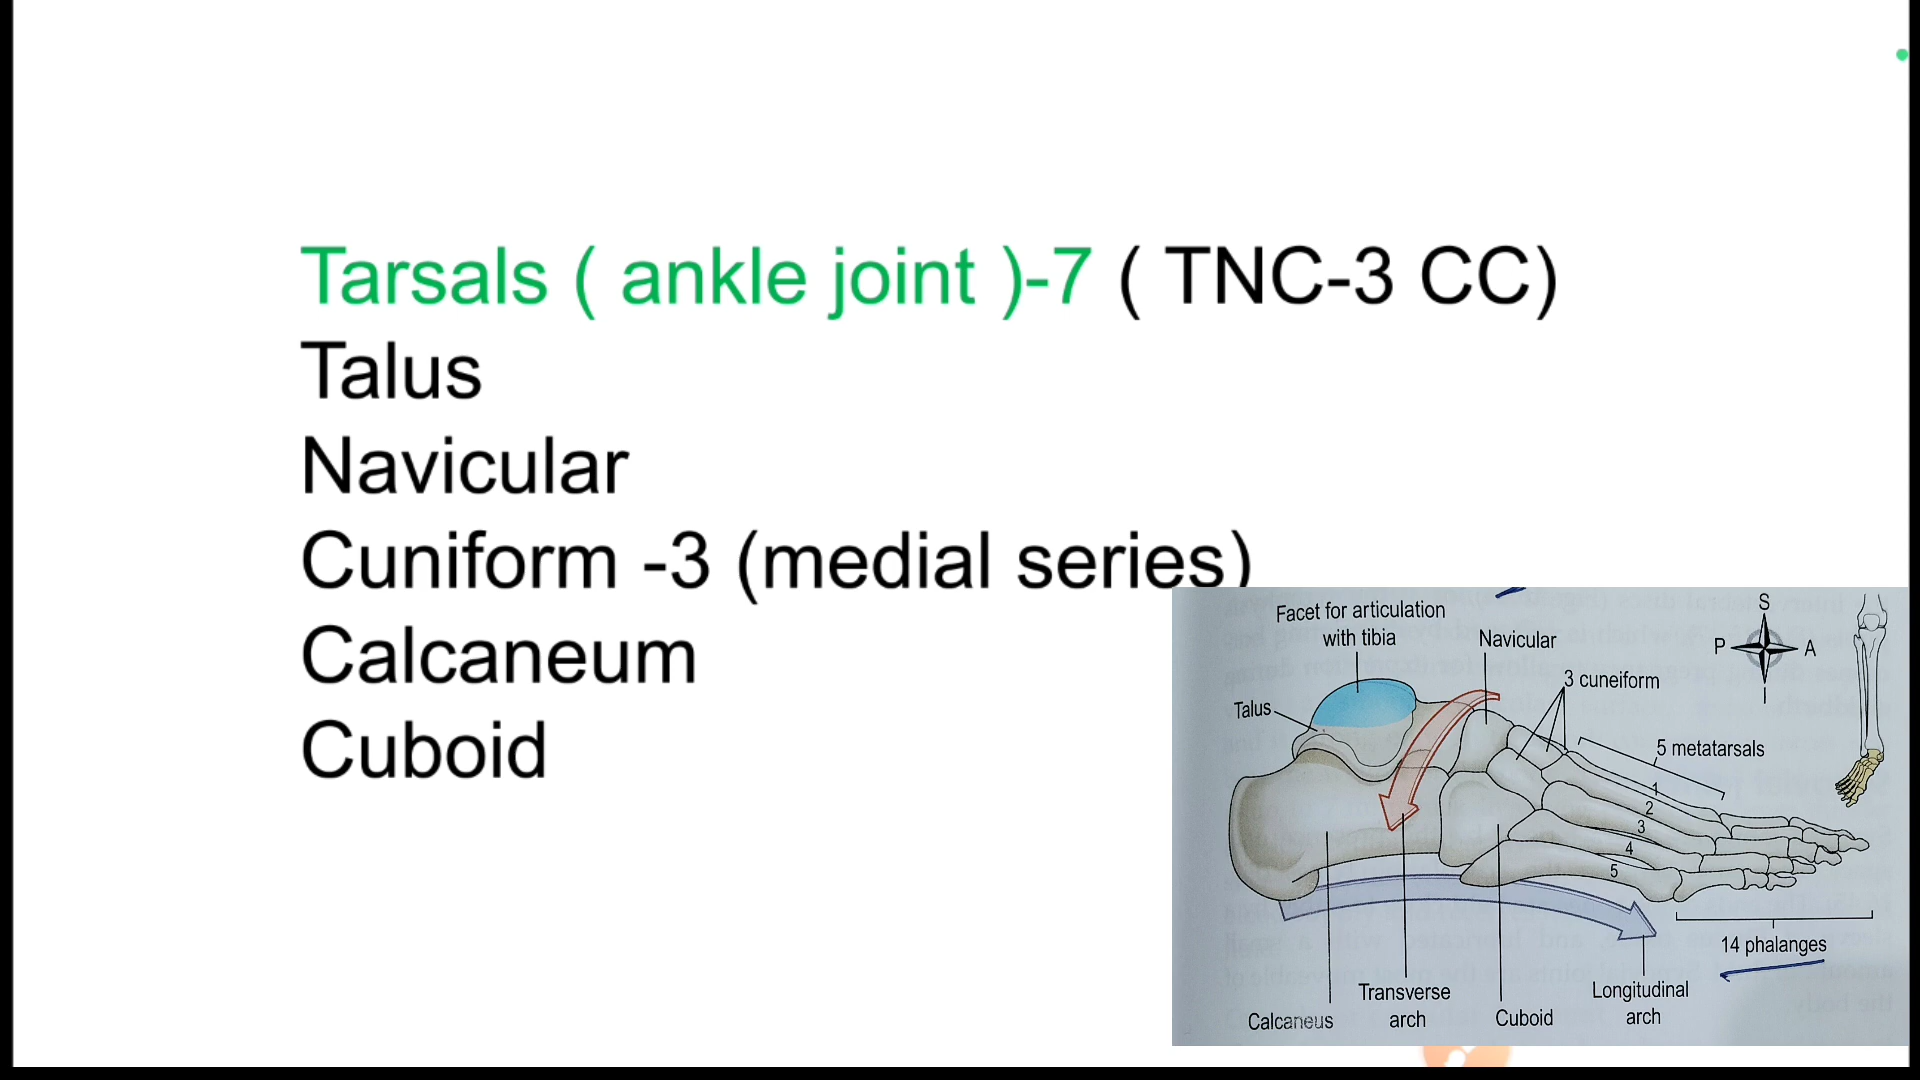 Tarsals ( ankle joint )-7 ( TNC-3 CC)
Talus
Navicular
Cuniform -3 (medial series)
Calcaneum
Cuboid
Facet for articulation
with tibia
Navicular
S
P
A
I
3 cuneiform
Talus
5 metatarsals
1
2
3
4
5
14 phalanges
Transverse
arch
Longitudinal
arch
Calcaneus
Cuboid